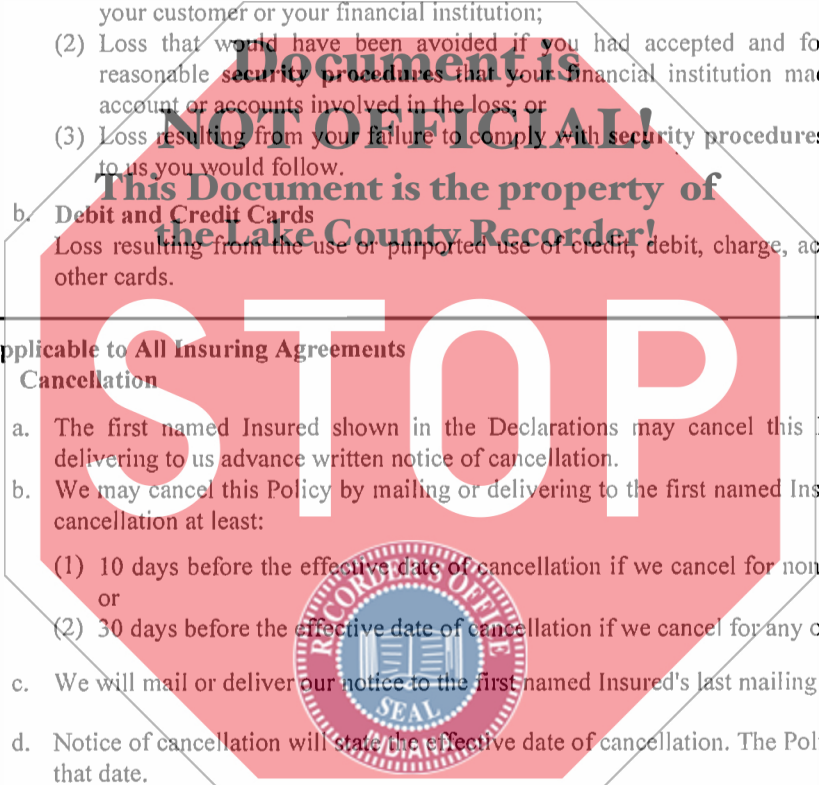 your customer or your financial institution;
(2) Loss that would have been avoided if you had accepted and fo
reasonable security procedures that your financial institution mad
account or accounts involved in the loss; or
(3) Loss resulting from your failure to comply with security procedures
to us you would follow.
b. Debit and Credit Cards
Loss resulting from the use or purported use of credit, debit, charge, ac
other cards.
Document is
NOT OFFICIAL!
This Document is the property of
the Lake County Recorder!
STOP
pplicable to All Insuring Agreements
Cancellation
a. The first named Insured shown in the Declarations may cancel this
delivering to us advance written notice of cancellation.
b. We may cancel this Policy by mailing or delivering to the first named Ins
cancellation at least:
(1) 10 days before the effective date of cancellation if we cancel for non
or
(2) 30 days before the effective date of cancellation if we cancel for any o
c. We will mail or deliver our notice to the first named Insured's last mailing
d. Notice of cancellation will state the effective date of cancellation. The Pol
that date.
RECORDER'S OFFICE
SEAL
INDIANA